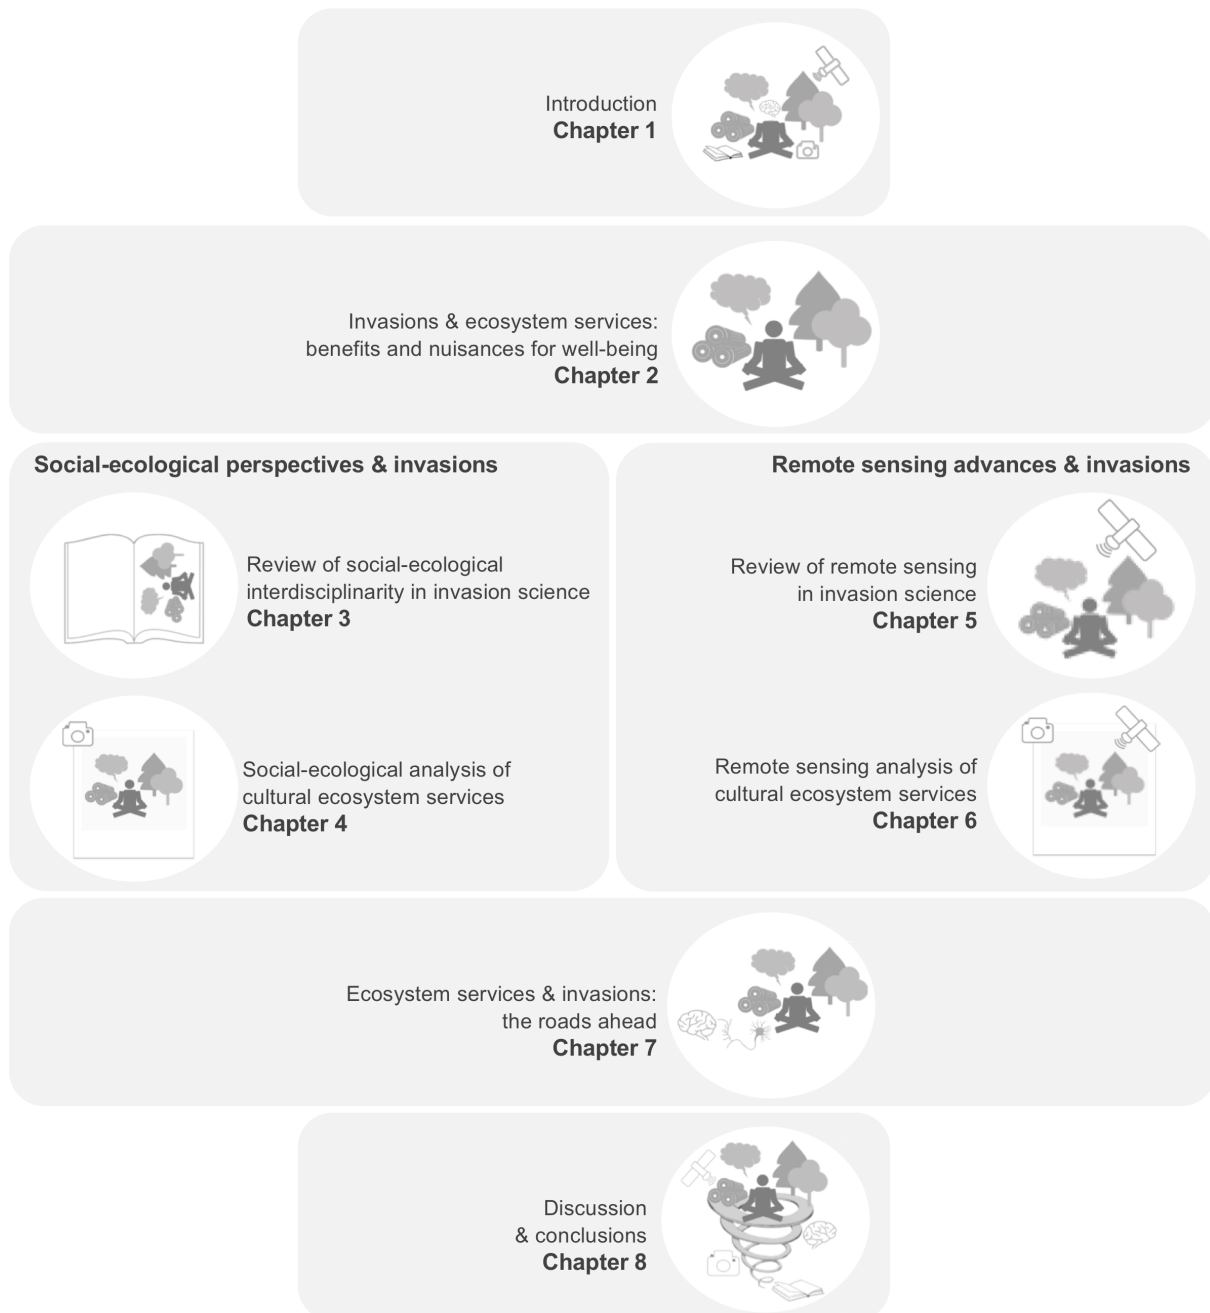 Introduction
Chapter 1
Invasions & ecosystem services:
benefits and nuisances for well-being
Chapter 2
Social-ecological perspectives & invasions
Review of social-ecological
interdisciplinarity in invasion science
Chapter 3
Social-ecological analysis of
cultural ecosystem services
Chapter 4
Remote sensing advances & invasions
Review of remote sensing
in invasion science
Chapter 5
Remote sensing analysis of
cultural ecosystem services
Chapter 6
Ecosystem services & invasions:
the roads ahead
Chapter 7
Discussion
& conclusions
Chapter 8